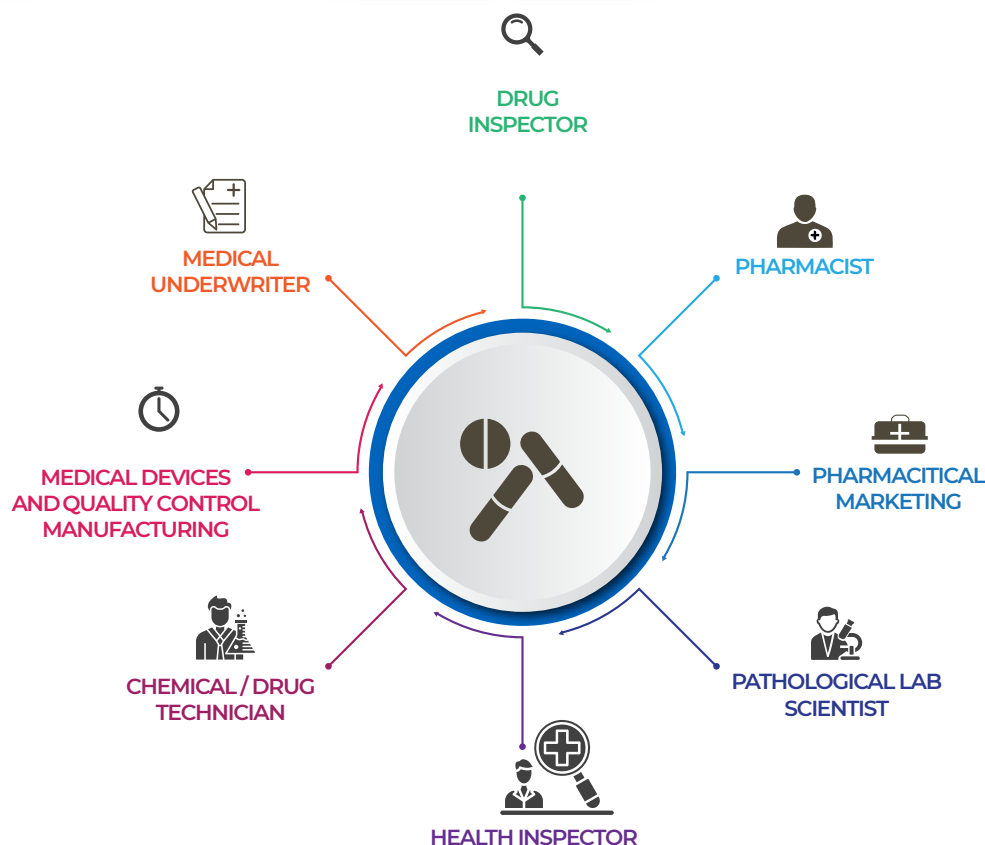 DRUG
INSPECTOR
MEDICAL
UNDERWRITER
PHARMACIST
MEDICAL DEVICES
AND QUALITY CONTROL
MANUFACTURING
PHARMACITICAL
MARKETING
CHEMICAL / DRUG
TECHNICIAN
PATHOLOGICAL LAB
SCIENTIST
HEALTH INSPECTOR